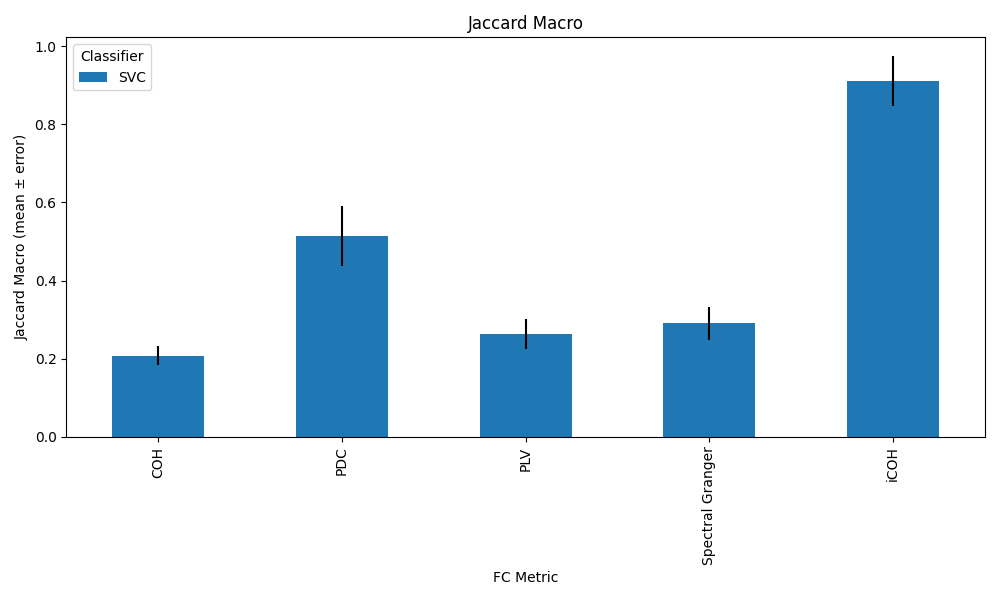 Jaccard Macro
Classifier
SVC
Jaccard Macro (mean ± error)
1.0
0.8
0.6
0.4
0.2
0.0
COH
PDC
PLV
Spectral Granger
iCOH
FC Metric